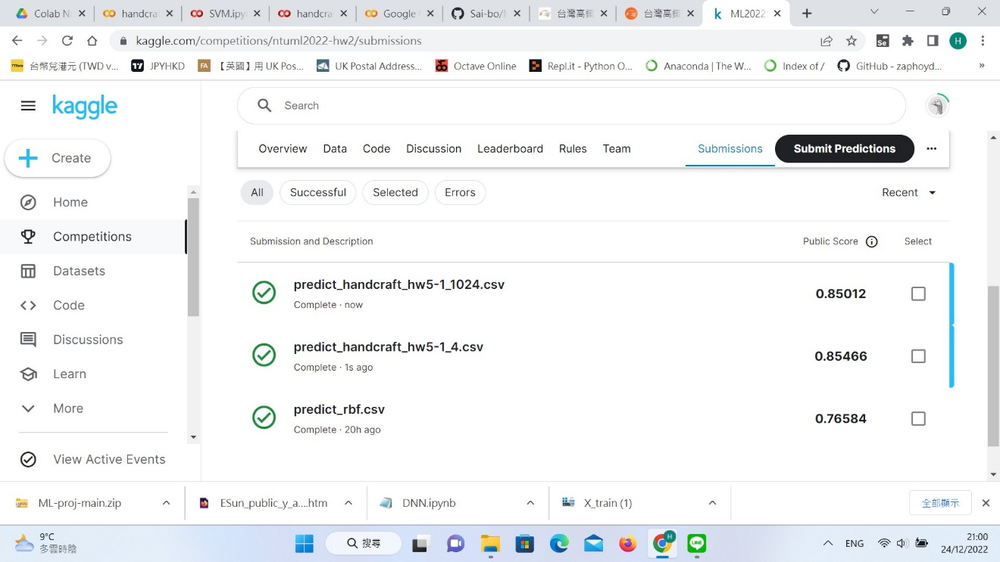 Colab N
handcra
SVM.ipy
handcra
Google
Sai-bo/
台灣高
台灣高
ML2022
kaggle.com/competitions/ntuml2022-hw2/submissions
Se
H
台幣兌港元 (TWD v...
JPYHKD
FA
【英國】用 UK Pos...
UK Postal Address...
Octave Online
Repl.it - Python O...
Anaconda | The W...
Index of /
GitHub - zaphoyd...
»
kaggle
Search
Create
Overview
Data
Code
Discussion
Leaderboard
Rules
Team
Submissions
Submit Predictions
Home
Competitions
Datasets
Code
Discussions
Learn
More
View Active Events
All
Successful
Selected
Errors
Recent
Submission and Description
Public Score
Select
predict_handcraft_hw5-1_1024.csv
Complete · now
0.85012
predict_handcraft_hw5-1_4.csv
Complete · 1s ago
0.85466
predict_rbf.csv
Complete · 20h ago
0.76584
ML-proj-main.zip
ESun_public_y_a....htm
DNN.ipynb
X_train (1)
全部顯示
9°C
多雲時陰
搜尋
H
LINE
ENG
21:00
24/12/2022